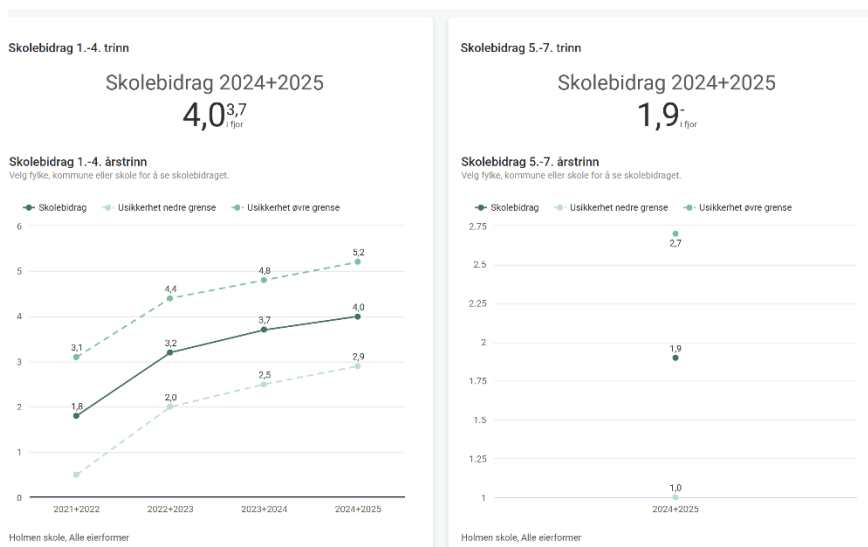 Skolebidrag 1.-4. trinn
Skolebidrag 2024+2025
4,0 3,7
i fjor
Skolebidrag 1.-4. årstrinn
Velg fylke, kommune eller skole for å se skolebidraget.
Skolebidrag Usikkerhet nedre grense Usikkerhet øvre grense
6
5
4
3
2
1
0
3,1
4,4
4,8
5,2
1,8
3,2
3,7
4,0
2,0
2,5
2,9
2021+2022 2022+2023 2023+2024 2024+2025
Holmen skole, Alle eierformer
Skolebidrag 5.-7. trinn
Skolebidrag 2024+2025
1,9 -
i fjor
Skolebidrag 5.-7. årstrinn
Velg fylke, kommune eller skole for å se skolebidraget.
Skolebidrag Usikkerhet nedre grense Usikkerhet øvre grense
2.75
2.5
2.25
2
1.75
1.5
1.25
1
2,7
1,9
1,0
2024+2025
Holmen skole, Alle eierformer